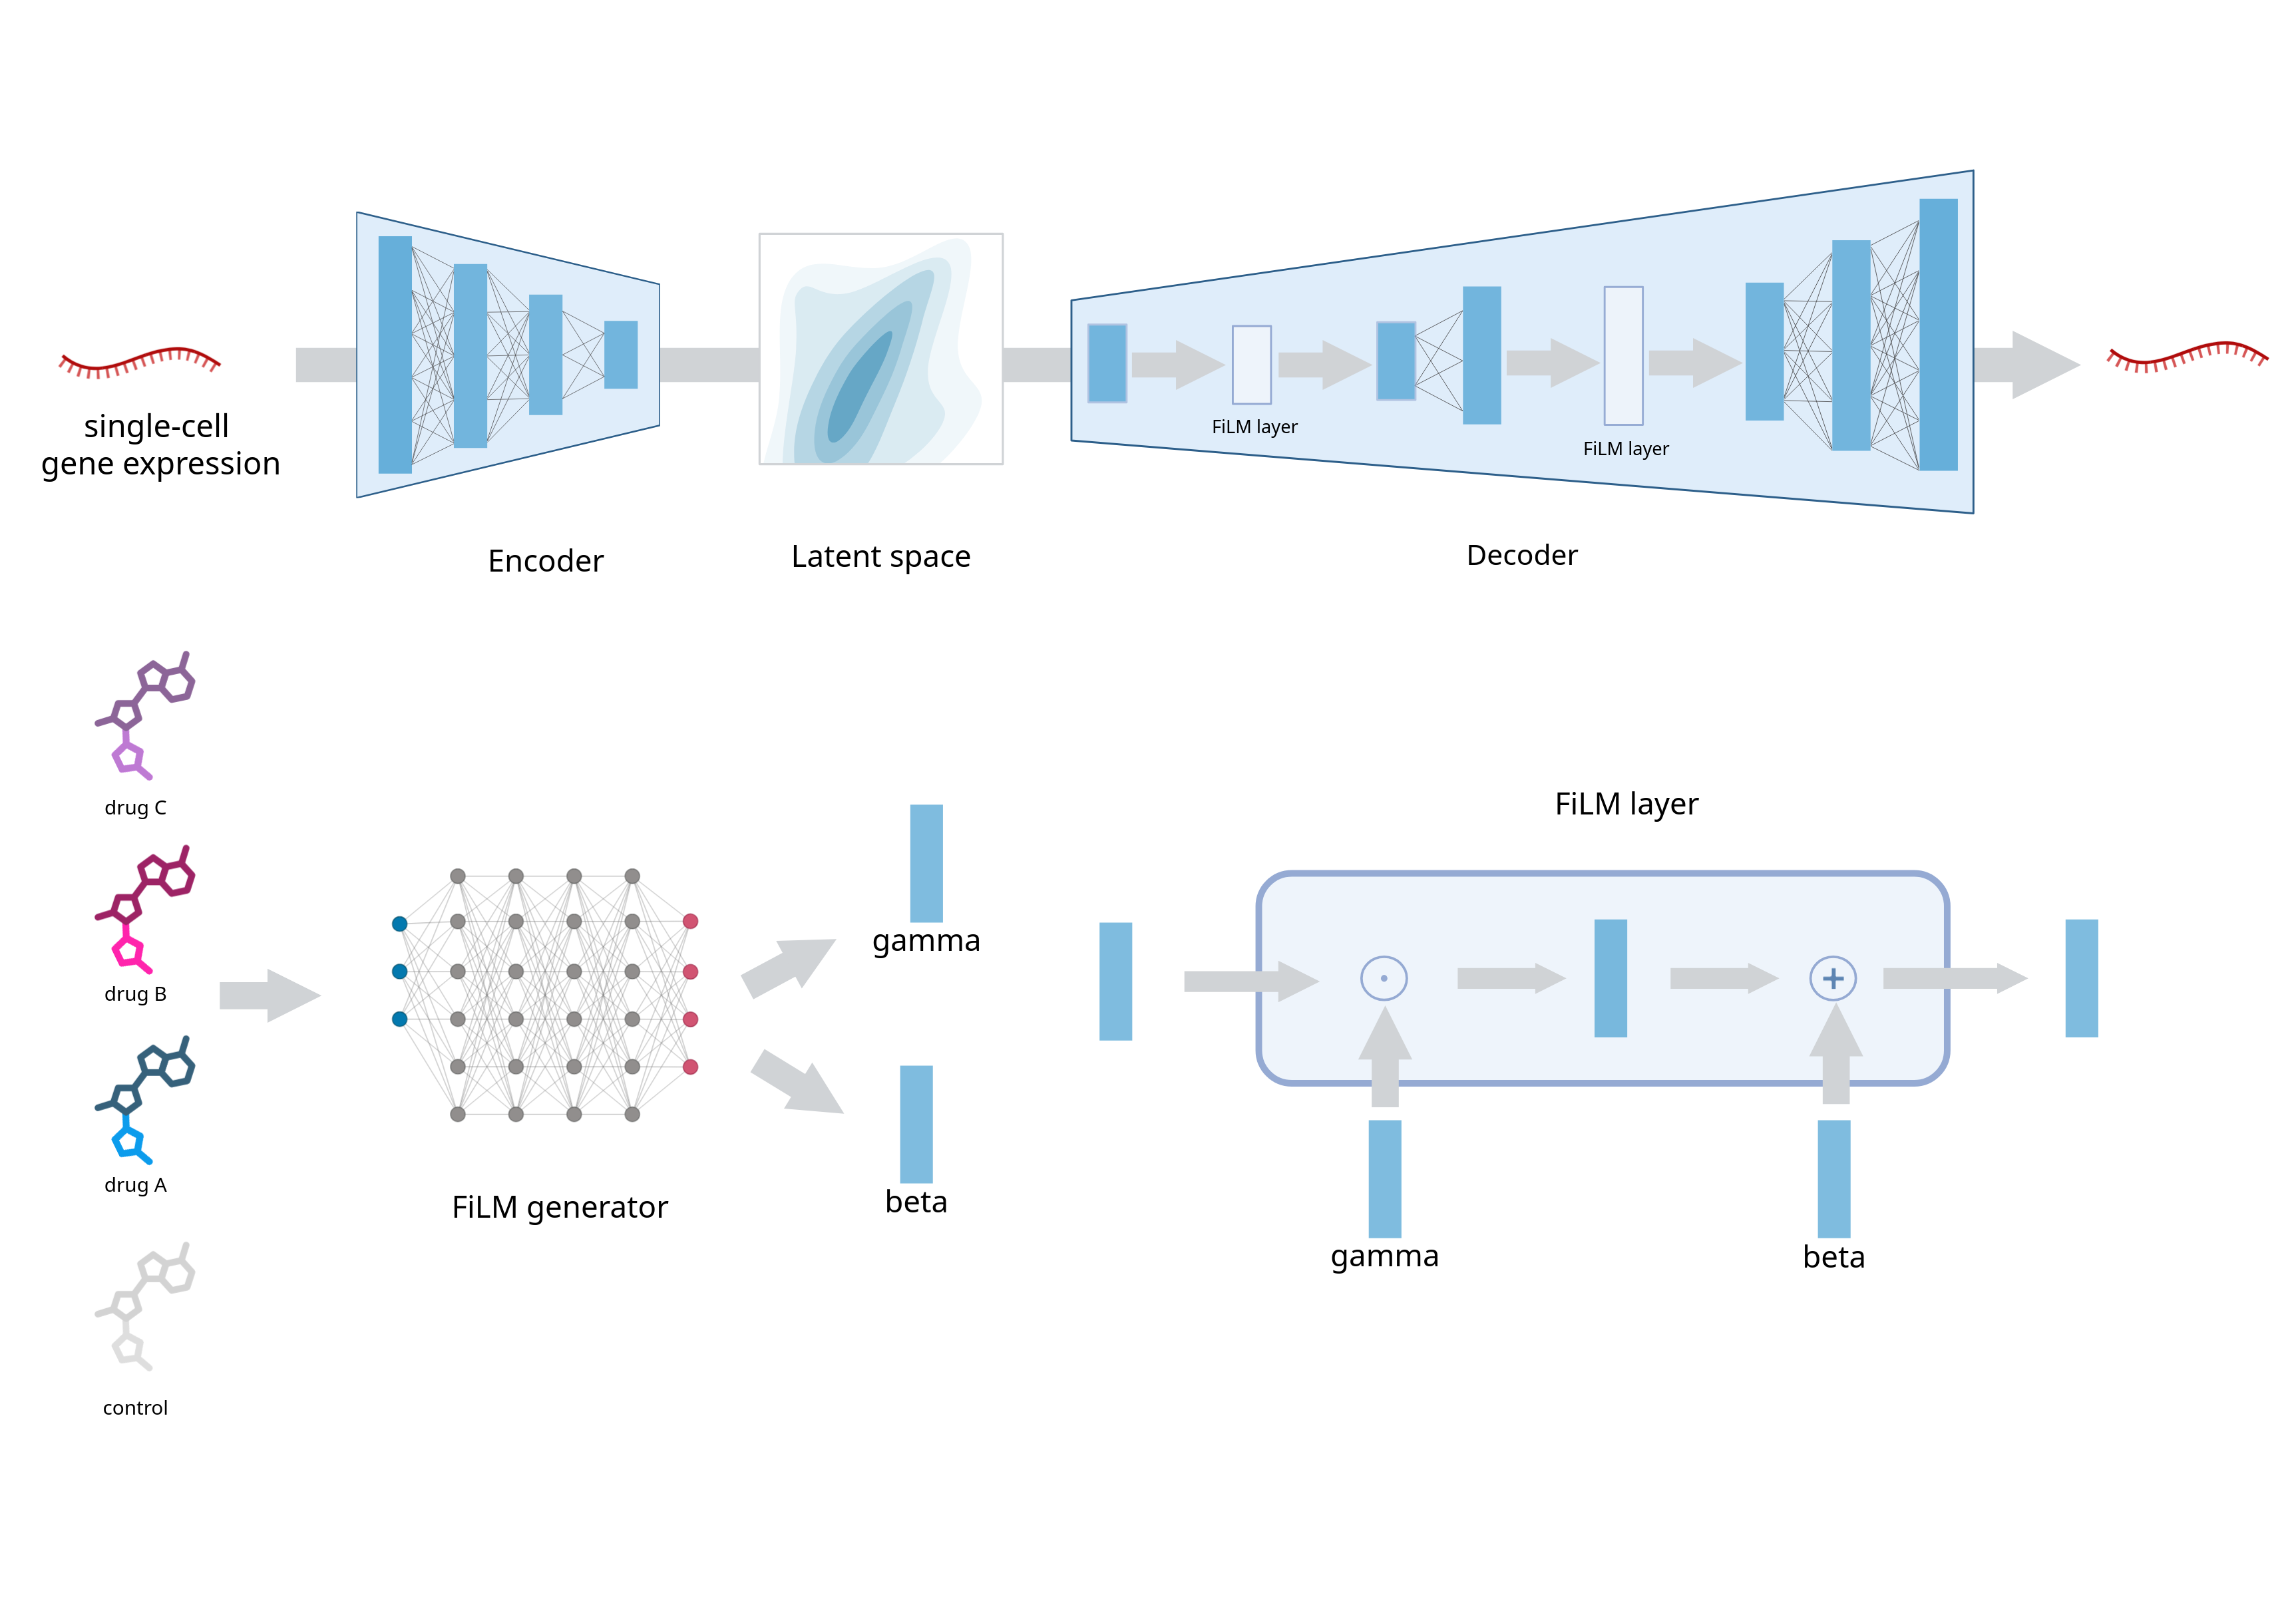 single-cell
gene expression
Encoder
Latent space
FiLM layer
FiLM layer
Decoder
drug C
drug B
drug A
control
FiLM generator
gamma
beta
FiLM layer
gamma
beta